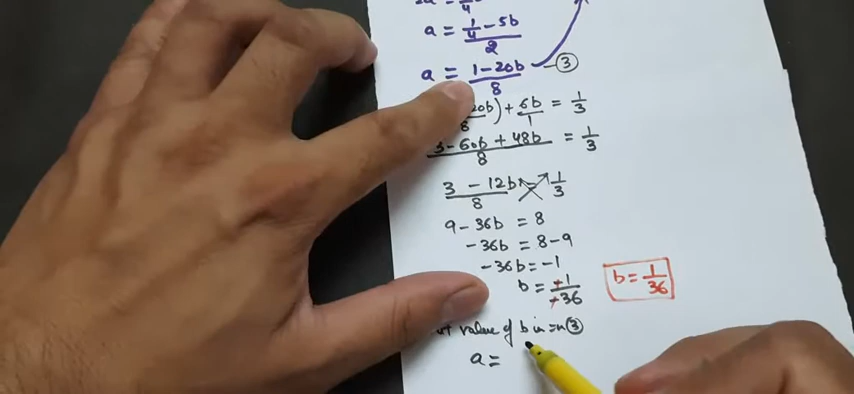 a = 1/4 - 5b / 2
a = 1 - 20b / 8 — ③
20b / 8) + 6b/1 = 1/3
3 - 60b + 48b / 8 = 1/3
3 - 12b / 8 = 1/3
9 - 36b = 8
-36b = 8 - 9
-36b = -1
b = -1 / -36
b = 1/36
value of b in =n ③
a =